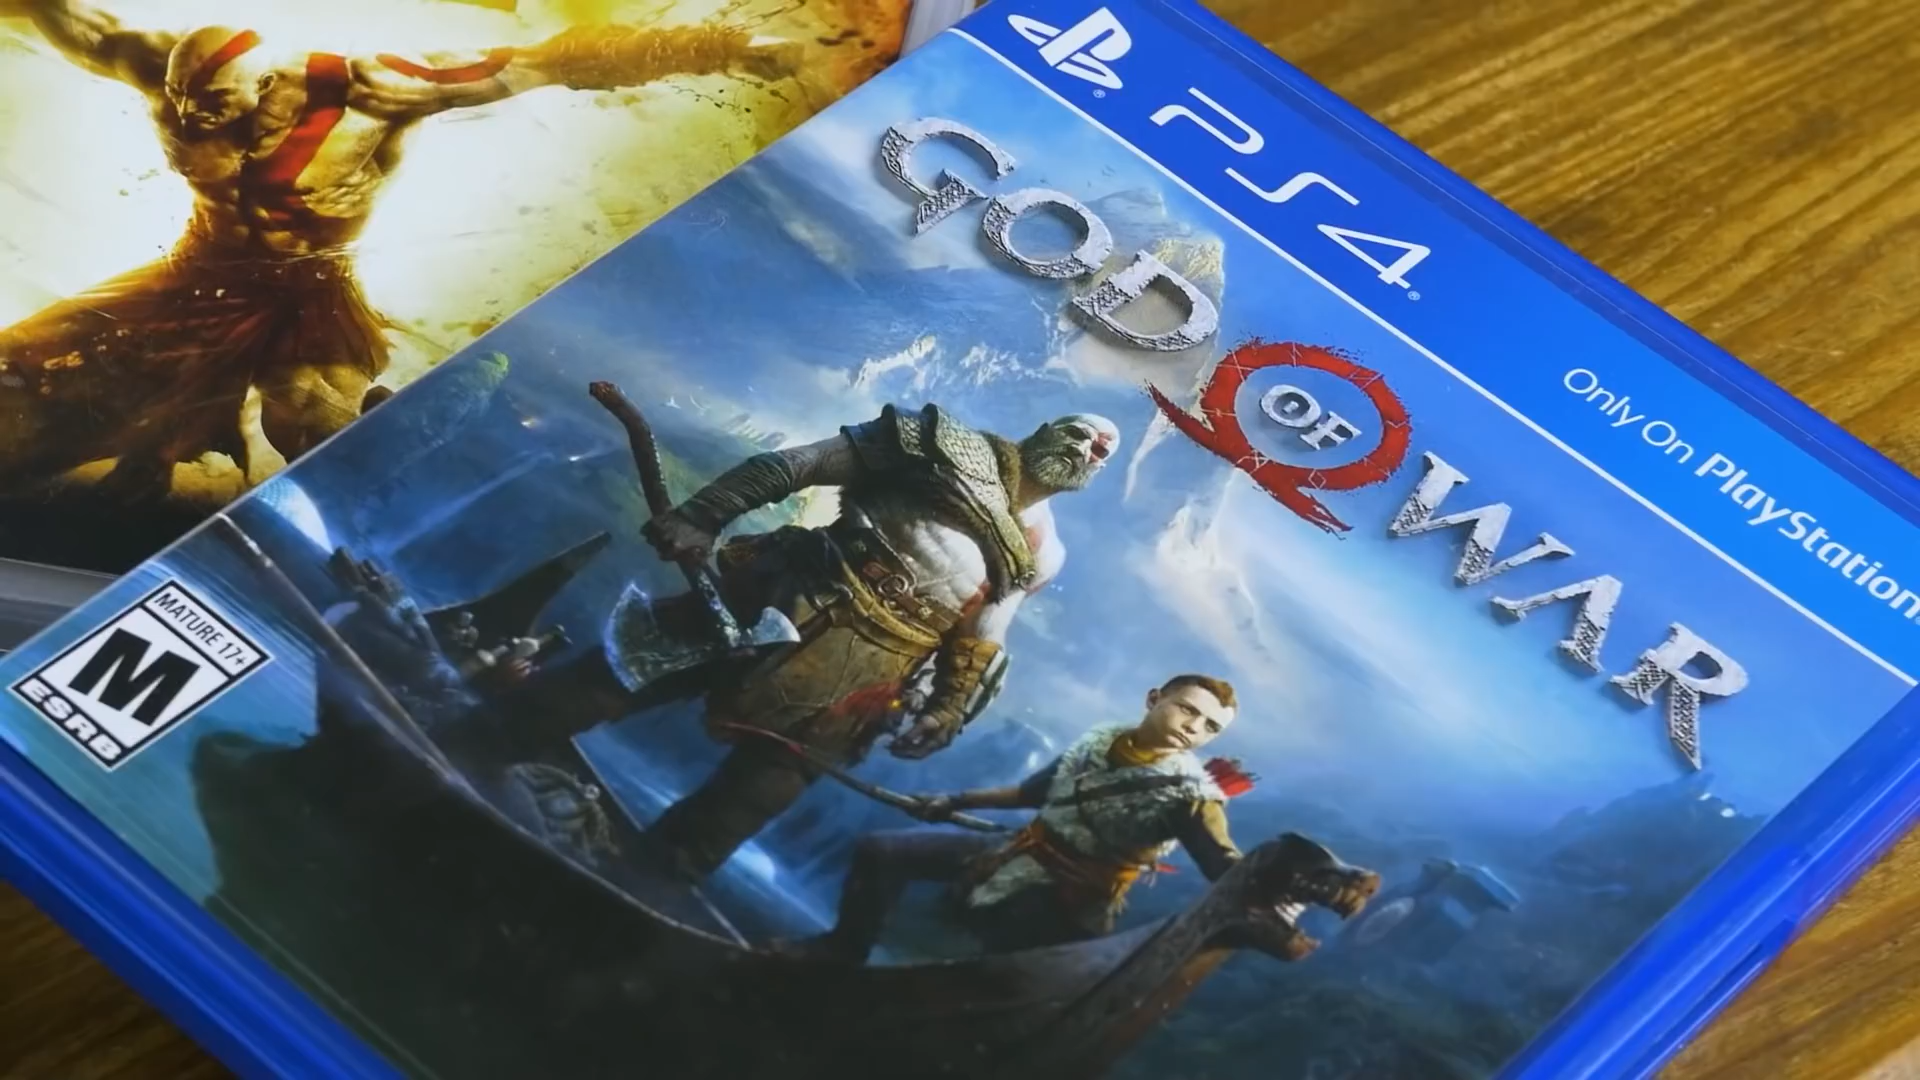 PS4
Only On PlayStation
GOD
OF
WAR
MATURE 17+
M
ESRB